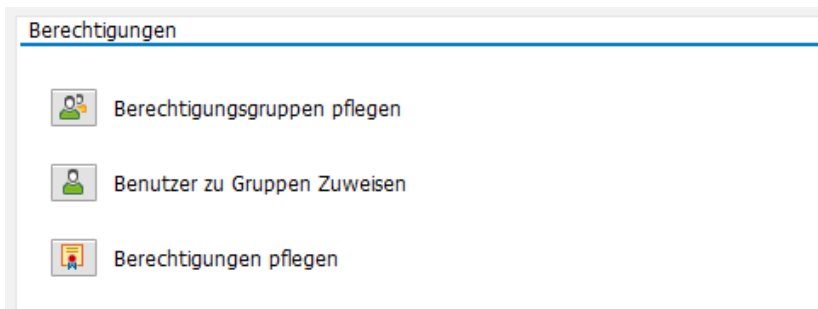 Berechtigungen
Berechtigungsgruppen pflegen
Benutzer zu Gruppen Zuweisen
Berechtigungen pflegen